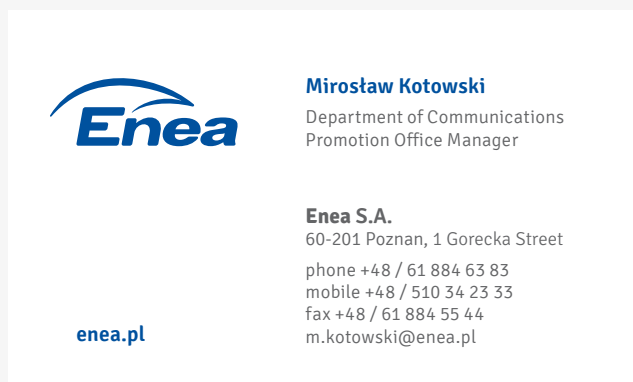 Enea
Mirosław Kotowski
Department of Communications
Promotion Office Manager
Enea S.A.
60-201 Poznan, 1 Gorecka Street
phone +48 / 61 884 63 83
mobile +48 / 510 34 23 33
fax +48 / 61 884 55 44
m.kotowski@enea.pl
enea.pl